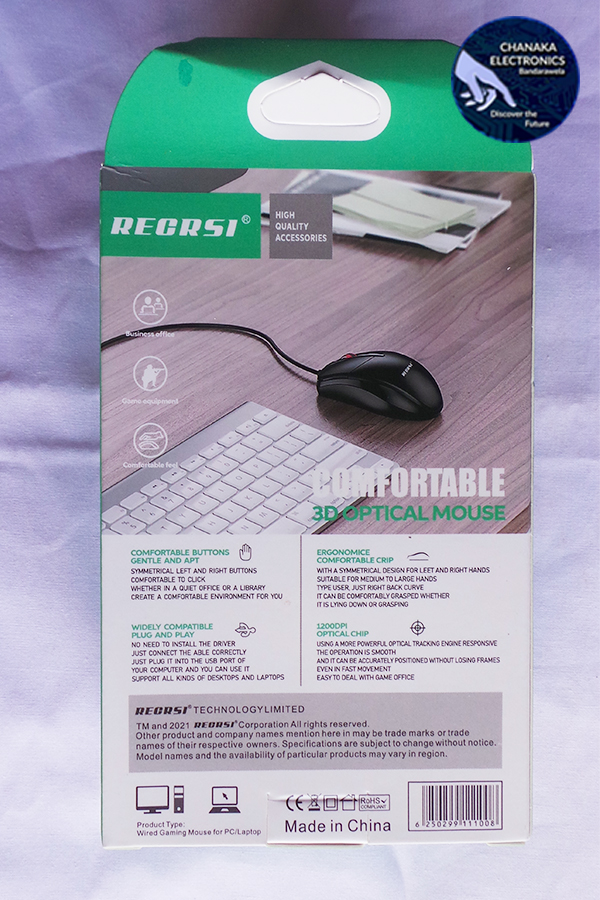 CHANAKA
ELECTRONICS
Bandarawela
Discover the
Future
RECRSI®
HIGH
QUALITY
ACCESSORIES
Business office
Game equipment
Comfortable feel
RECRSI
COMFORTABLE
3D OPTICAL MOUSE
COMFORTABLE BUTTONS
GENTLE AND APT
SYMMETRICAL LEFT AND RIGHT BUTTONS
COMFORTABLE TO CLICK
WHETHER IN A QUIET OFFICE OR A LIBRARY
CREATE A COMFORTABLE ENVIRONMENT FOR YOU
ERGONOMICE
COMFORTABLE CRIP
WITH A SYMMETRICAL DESIGN FOR LEET AND RIGHT HANDS
SUITABLE FOR MEDIUM TO LARGE HANDS
TYPE USER, JUST RIGHT BACK CURVE
IT CAN BE COMFORTABLY GRASPED WHETHER
IT IS LYING DOWN OR GRASPING
WIDELY COMPATIBLE
PLUG AND PLAY
NO NEED TO INSTALL THE DRIVER
JUST CONNECT THE ABLE CORRECTLY
JUST PLUG IT INTO THE USB PORT OF
YOUR COMPUTER AND YOU CAN USE IT
SUPPORT ALL KINDS OF DESKTOPS AND LAPTOPS
1200DPI
OPTICAL CHIP
USING A MORE POWERFUL OPTICAL TRACKING ENGINE RESPONSIVE
THE OPERATION IS SMOOTH
AND IT CAN BE ACCURATELY POSITIONED WITHOUT LOSING FRAMES
EVEN IN FAST MOVEMENT
EASY TO DEAL WITH GAME OFFICE
RECRSI® TECHNOLOGYLIMITED
TM and 2021 RECRSI® Corporation All rights reserved.
Other product and company names mention here in may be trade marks or trade
names of their respective owners. Specifications are subject to change without notice.
Model names and the availability of particular products may vary in region.
Product Type:
Wired Gaming Mouse for PC/Laptop
CE RoHS
COMPLIANT
Made in China
6 250299 111008